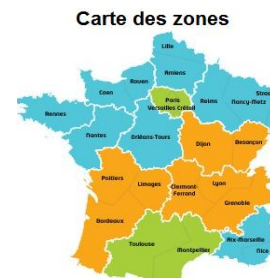 Carte des zones
Lille
Amiens
Rouen
Caen
Paris
Versailles Créteil
Reims
Nancy-Metz
Rennes
Nantes
Orléans-Tours
Dijon
Besançon
Poitiers
Limoges
Clermont-
Ferrand
Lyon
Grenoble
Bordeaux
Toulouse
Montpellier
Aix-Marseille
Nice